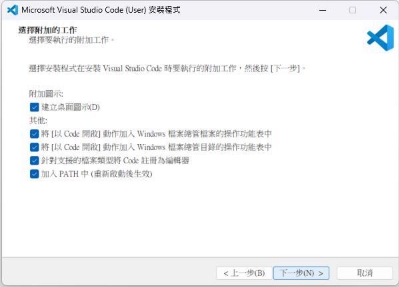 Microsoft Visual Studio Code (User) 安裝程式
選擇附加的工作
選擇要執行的附加工作。
選擇安裝程式在安裝 Visual Studio Code 時要執行的附加工作，然後按 [下一步]。
附加圖示:
建立桌面圖示(D)
其他:
將 [以 Code 開啟] 動作加入 Windows 檔案總管檔案的操作功能表中
將 [以 Code 開啟] 動作加入 Windows 檔案總管目錄的操作功能表中
針對支援的檔案類型將 Code 註冊為編輯器
加入 PATH 中 (重新啟動後生效)
< 上一步(B) 下一步(N) > 取消